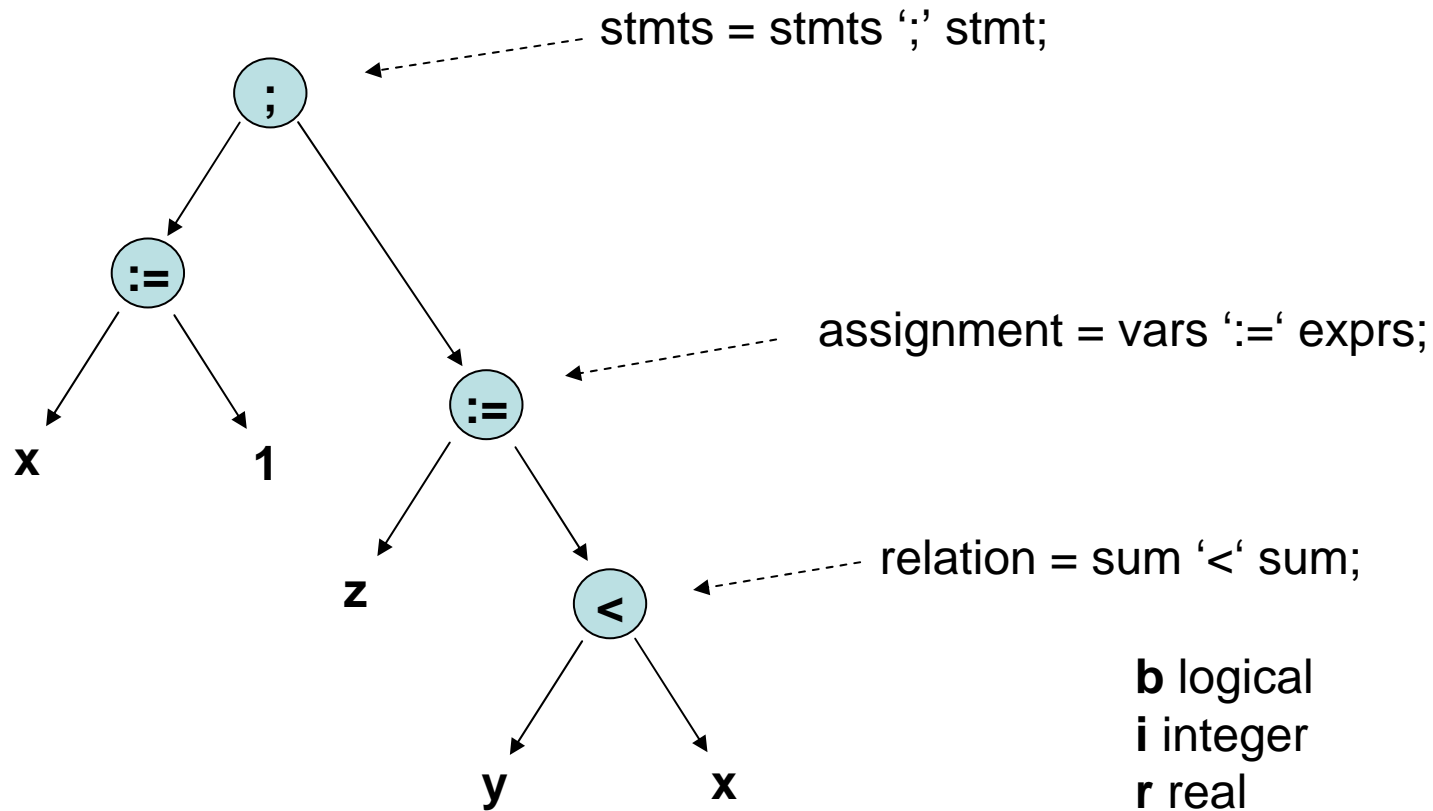 stmts = stmts ‘;’ stmt;
;
:=
assignment = vars ‘:=‘ exprs;
:=
x
1
relation = sum ‘<‘ sum;
z
<
b logical
i integer
y
x
r real